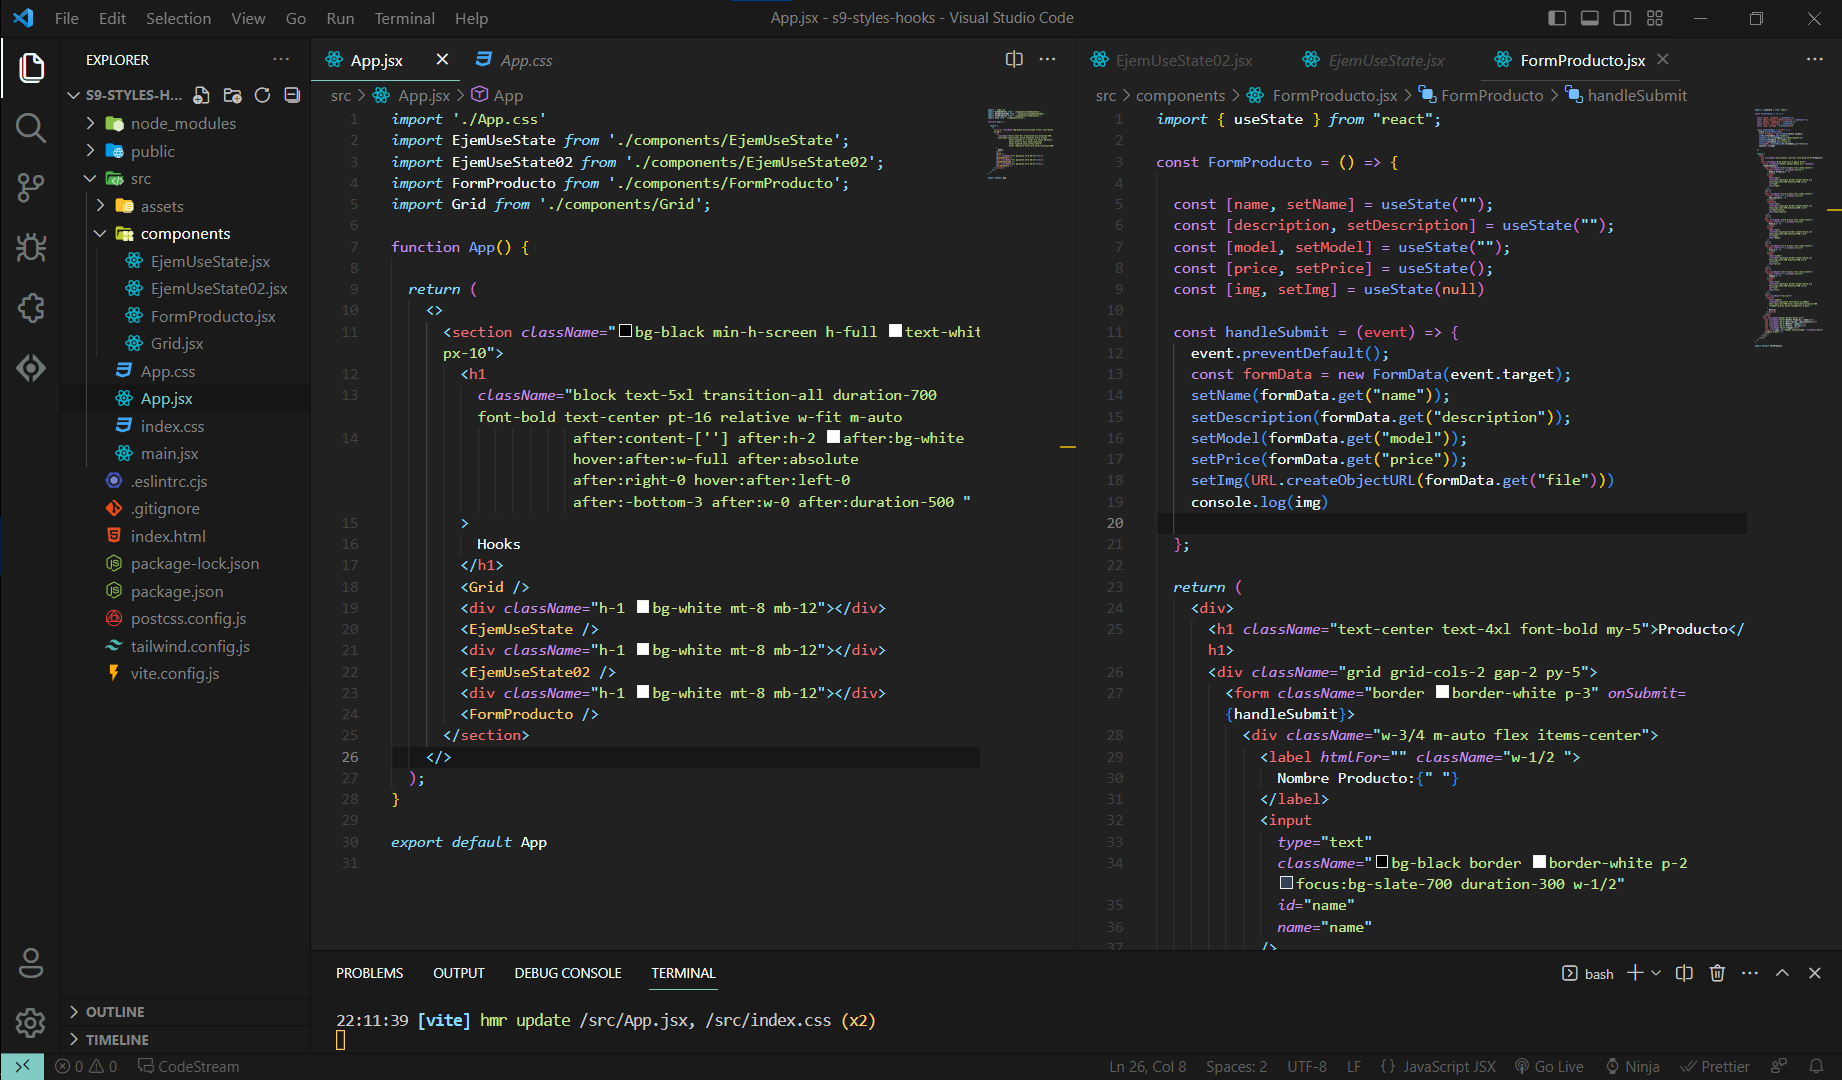 File Edit Selection View Go Run Terminal Help
App.jsx - s9-styles-hooks - Visual Studio Code
EXPLORER
S9-STYLES-H...
node_modules
public
src
assets
components
EjemUseState.jsx
EjemUseState02.jsx
FormProducto.jsx
Grid.jsx
App.css
App.jsx
index.css
main.jsx
.eslintrc.cjs
.gitignore
index.html
package-lock.json
package.json
postcss.config.js
tailwind.config.js
vite.config.js
OUTLINE
TIMELINE
App.jsx App.css
src > App.jsx > App
1 import './App.css'
2 import EjemUseState from './components/EjemUseState';
3 import EjemUseState02 from './components/EjemUseState02';
4 import FormProducto from './components/FormProducto';
5 import Grid from './components/Grid';
6
7 function App() {
8
9 return (
10 <>
11 <section className="bg-black min-h-screen h-full text-whit
px-10">
12 <h1
13 className="block text-5xl transition-all duration-700
font-bold text-center pt-16 relative w-fit m-auto
14 after:content-[''] after:h-2 after:bg-white
hover:after:w-full after:absolute
after:right-0 hover:after:left-0
after:-bottom-3 after:w-0 after:duration-500 "
15 >
16 Hooks
17 </h1>
18 <Grid />
19 <div className="h-1 bg-white mt-8 mb-12"></div>
20 <EjemUseState />
21 <div className="h-1 bg-white mt-8 mb-12"></div>
22 <EjemUseState02 />
23 <div className="h-1 bg-white mt-8 mb-12"></div>
24 <FormProducto />
25 </section>
26 </>
27 );
28 }
29
30 export default App
31
EjemUseState02.jsx EjemUseState.jsx FormProducto.jsx
src > components > FormProducto.jsx > FormProducto > handleSubmit
1 import { useState } from "react";
2
3 const FormProducto = () => {
4
5 const [name, setName] = useState("");
6 const [description, setDescription] = useState("");
7 const [model, setModel] = useState("");
8 const [price, setPrice] = useState();
9 const [img, setImg] = useState(null)
10
11 const handleSubmit = (event) => {
12 event.preventDefault();
13 const formData = new FormData(event.target);
14 setName(formData.get("name"));
15 setDescription(formData.get("description"));
16 setModel(formData.get("model"));
17 setPrice(formData.get("price"));
18 setImg(URL.createObjectURL(formData.get("file")))
19 console.log(img)
20
21 };
22
23 return (
24 <div>
25 <h1 className="text-center text-4xl font-bold my-5">Producto</
h1>
26 <div className="grid grid-cols-2 gap-2 py-5">
27 <form className="border border-white p-3" onSubmit=
{handleSubmit}>
28 <div className="w-3/4 m-auto flex items-center">
29 <label htmlFor="" className="w-1/2 ">
30 Nombre Producto:{" "}
31 </label>
32 <input
33 type="text"
34 className="bg-black border border-white p-2
focus:bg-slate-700 duration-300 w-1/2"
35 id="name"
36 name="name"
37 />
PROBLEMS OUTPUT DEBUG CONSOLE TERMINAL
bash
22:11:39 [vite] hmr update /src/App.jsx, /src/index.css (x2)
0 0 CodeStream
Ln 26, Col 8 Spaces: 2 UTF-8 LF {} JavaScript JSX Go Live Ninja Prettier